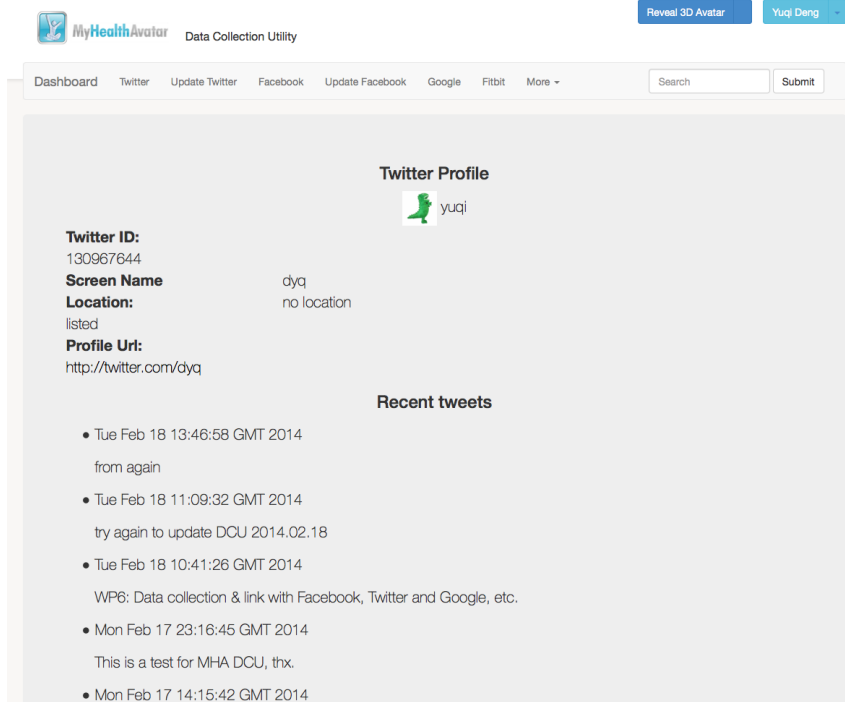 Reveal 3D Avatar
Yuqi Deng
MyHealthAvatar
Data Collection Utility
Dashboard Twitter Update Twitter Facebook Update Facebook Google Fitbit More Search Submit
Twitter Profile
yuqi
Twitter ID:
130967644
Screen Name dyq
Location: no location
listed
Profile Url:
http://twitter.com/dyq
Recent tweets
• Tue Feb 18 13:46:58 GMT 2014
from again
• Tue Feb 18 11:09:32 GMT 2014
try again to update DCU 2014.02.18
• Tue Feb 18 10:41:26 GMT 2014
WP6: Data collection & link with Facebook, Twitter and Google, etc.
• Mon Feb 17 23:16:45 GMT 2014
This is a test for MHA DCU, thx.
• Mon Feb 17 14:15:42 GMT 2014